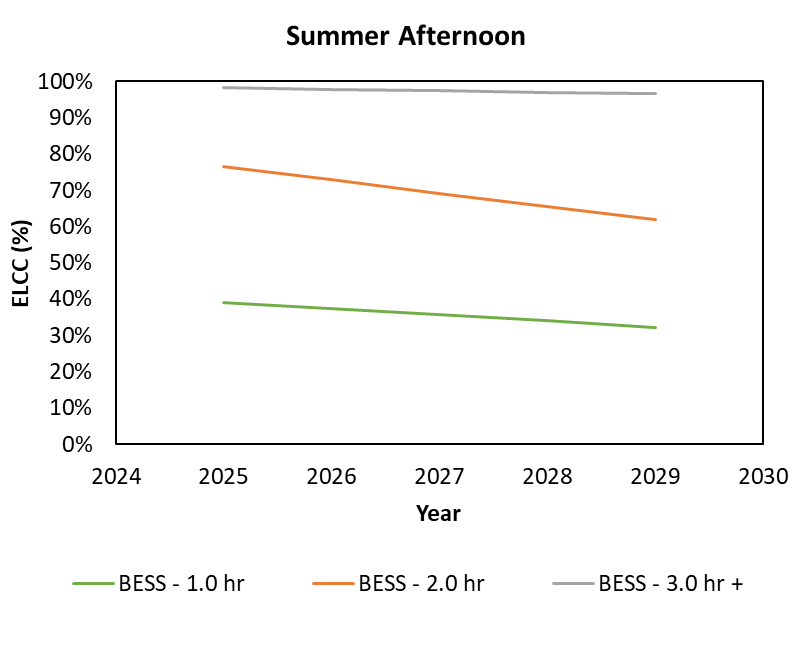 Summer Afternoon
100%
90%
80%
70%
60%
50%
40%
30%
20%
10%
0%
ELCC (%)
2024 2025 2026 2027 2028 2029 2030
Year
BESS - 1.0 hr BESS - 2.0 hr BESS - 3.0 hr +